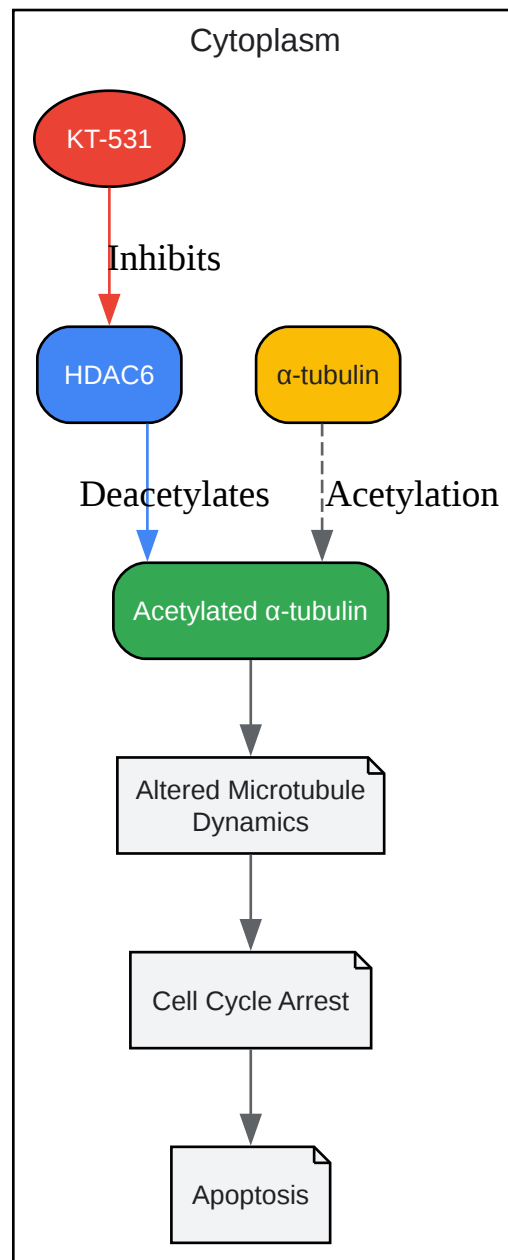 Cytoplasm
KT-531
Inhibits
HDAC6
α-tubulin
Deacetylates
Acetylation
Acetylated α-tubulin
Altered Microtubule
Dynamics
Cell Cycle Arrest
Apoptosis